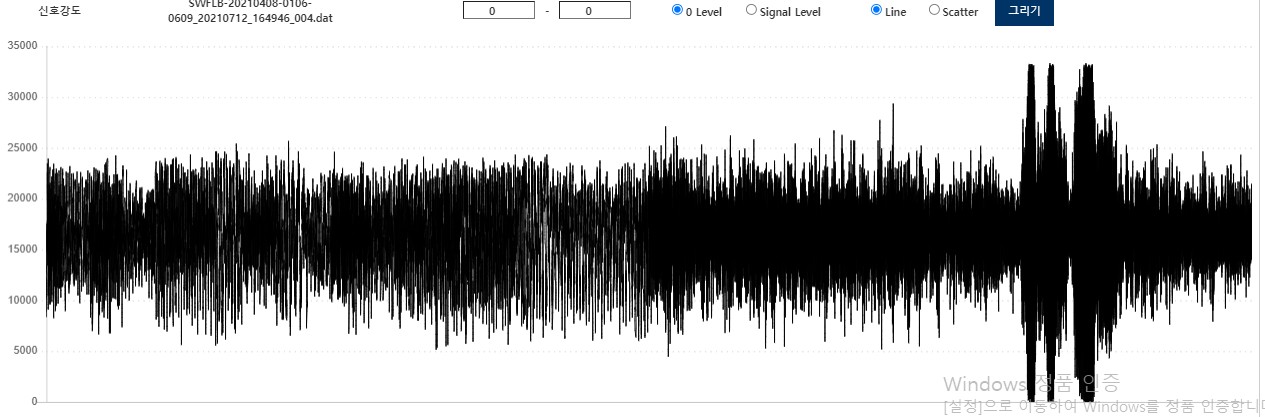 신호강도 SWFLB-20210408-0106-
0609_20210712_164946_004.dat 0 - 0 0 Level Signal Level Line Scatter 그리기
35000
30000
25000
20000
15000
10000
5000
0
Windows 정품 인증
[설정]으로 이동하여 Windows를 정품 인증합니다